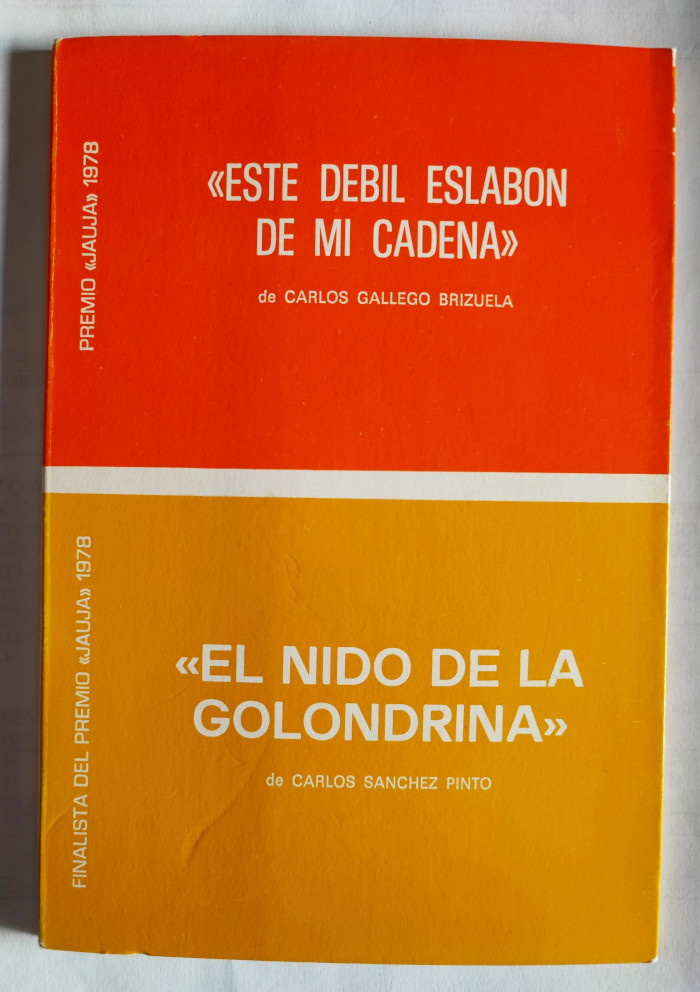 PREMIO «JAUJA» 1978
«ESTE DEBIL ESLABON
DE MI CADENA»
de CARLOS GALLEGO BRIZUELA
FINALISTA DEL PREMIO «JAUJA» 1978
«EL NIDO DE LA
GOLONDRINA»
de CARLOS SANCHEZ PINTO